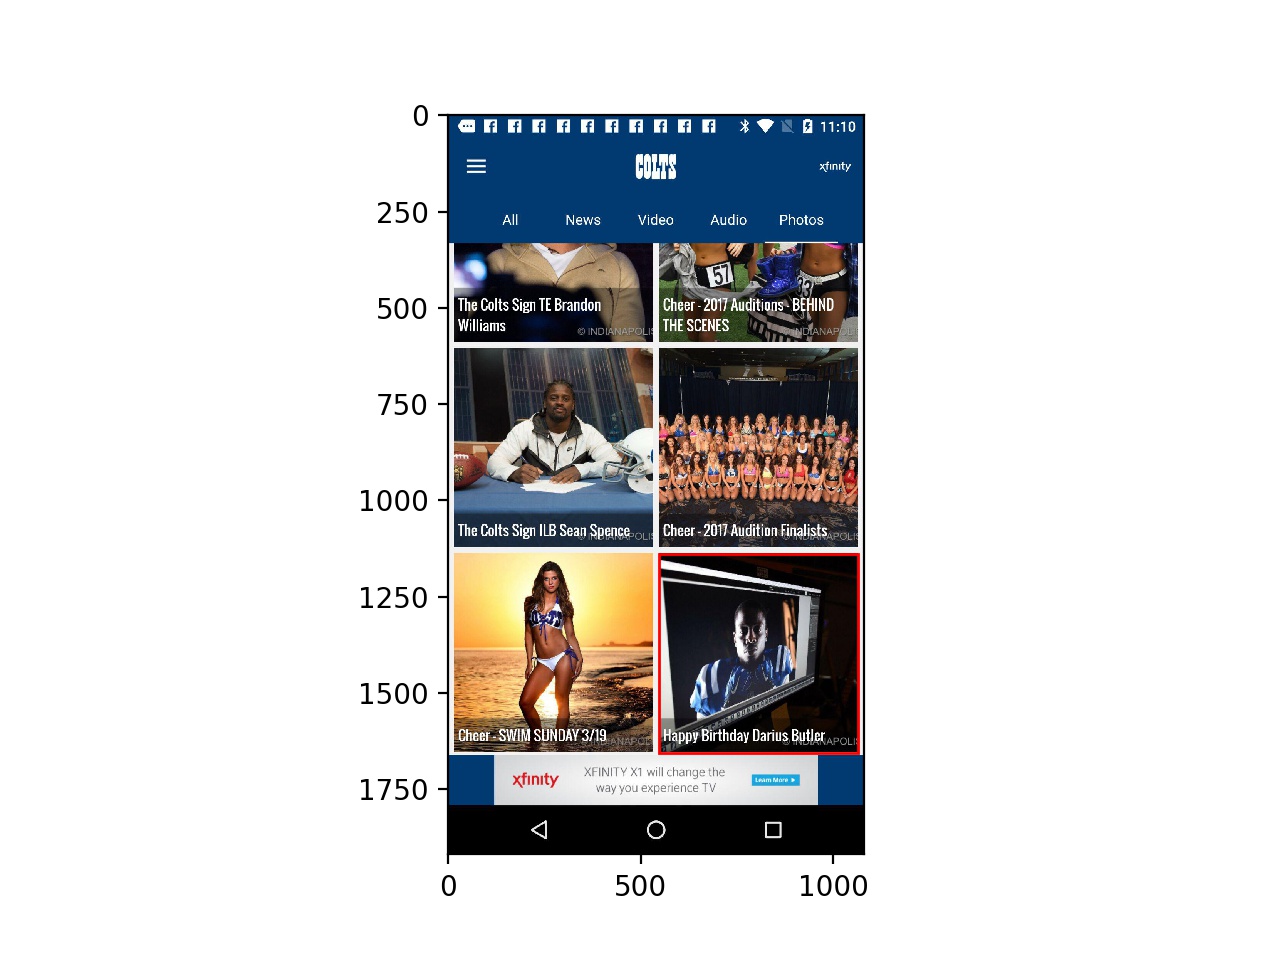 0
11:10
COLTS
xfinity
250
All News Video Audio Photos
57
33
500
The Colts Sign TE Brandon
Williams
© INDIANAPOLIS
Cheer - 2017 Auditions - BEHIND
THE SCENES
© INDIANAPOLIS
750
1000
The Colts Sign ILB Sean Spence
© INDIANAPOLIS
Cheer - 2017 Audition Finalists
© INDIANAPOLIS
1250
1500
Cheer - SWIM SUNDAY 3/19
© INDIANAPOLIS
Happy Birthday Darius Butler
© INDIANAPOLIS
1750
xfinity
XFINITY X1 will change the
way you experience TV
Learn More
0 500 1000